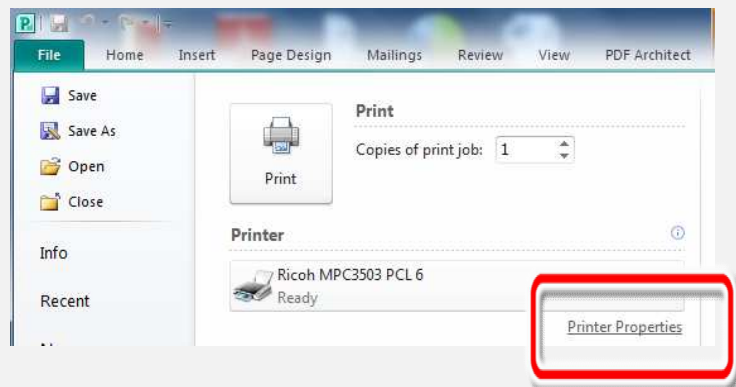 P
File Home Insert Page Design Mailings Review View PDF Architect
Save
Save As
Open
Close
Info
Recent
Print
Copies of print job: 1
Print
Printer
Ricoh MPC3503 PCL 6
Ready
Printer Properties